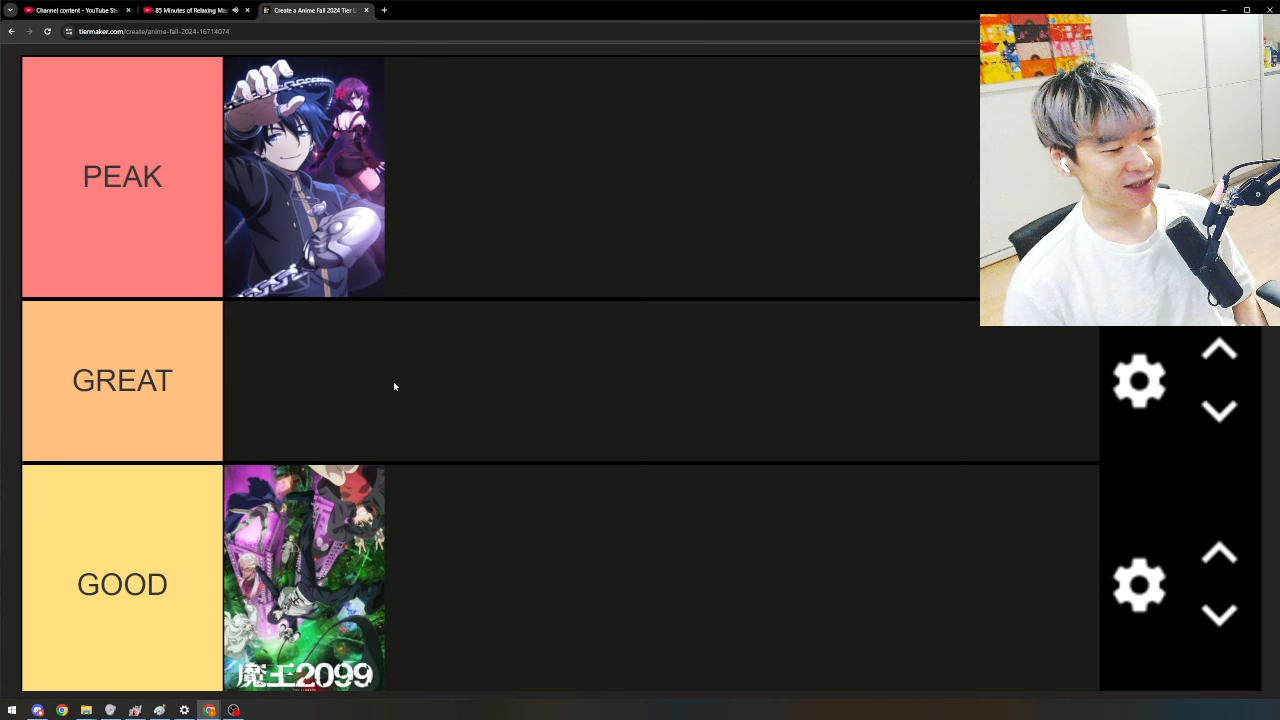 Channel content - YouTube Stu
85 Minutes of Relaxing Ma
Create a Anime Fall 2024 Tier L
tiermaker.com/create/anime-fall-2024-16714074
PEAK
GREAT
GOOD
魔王2099